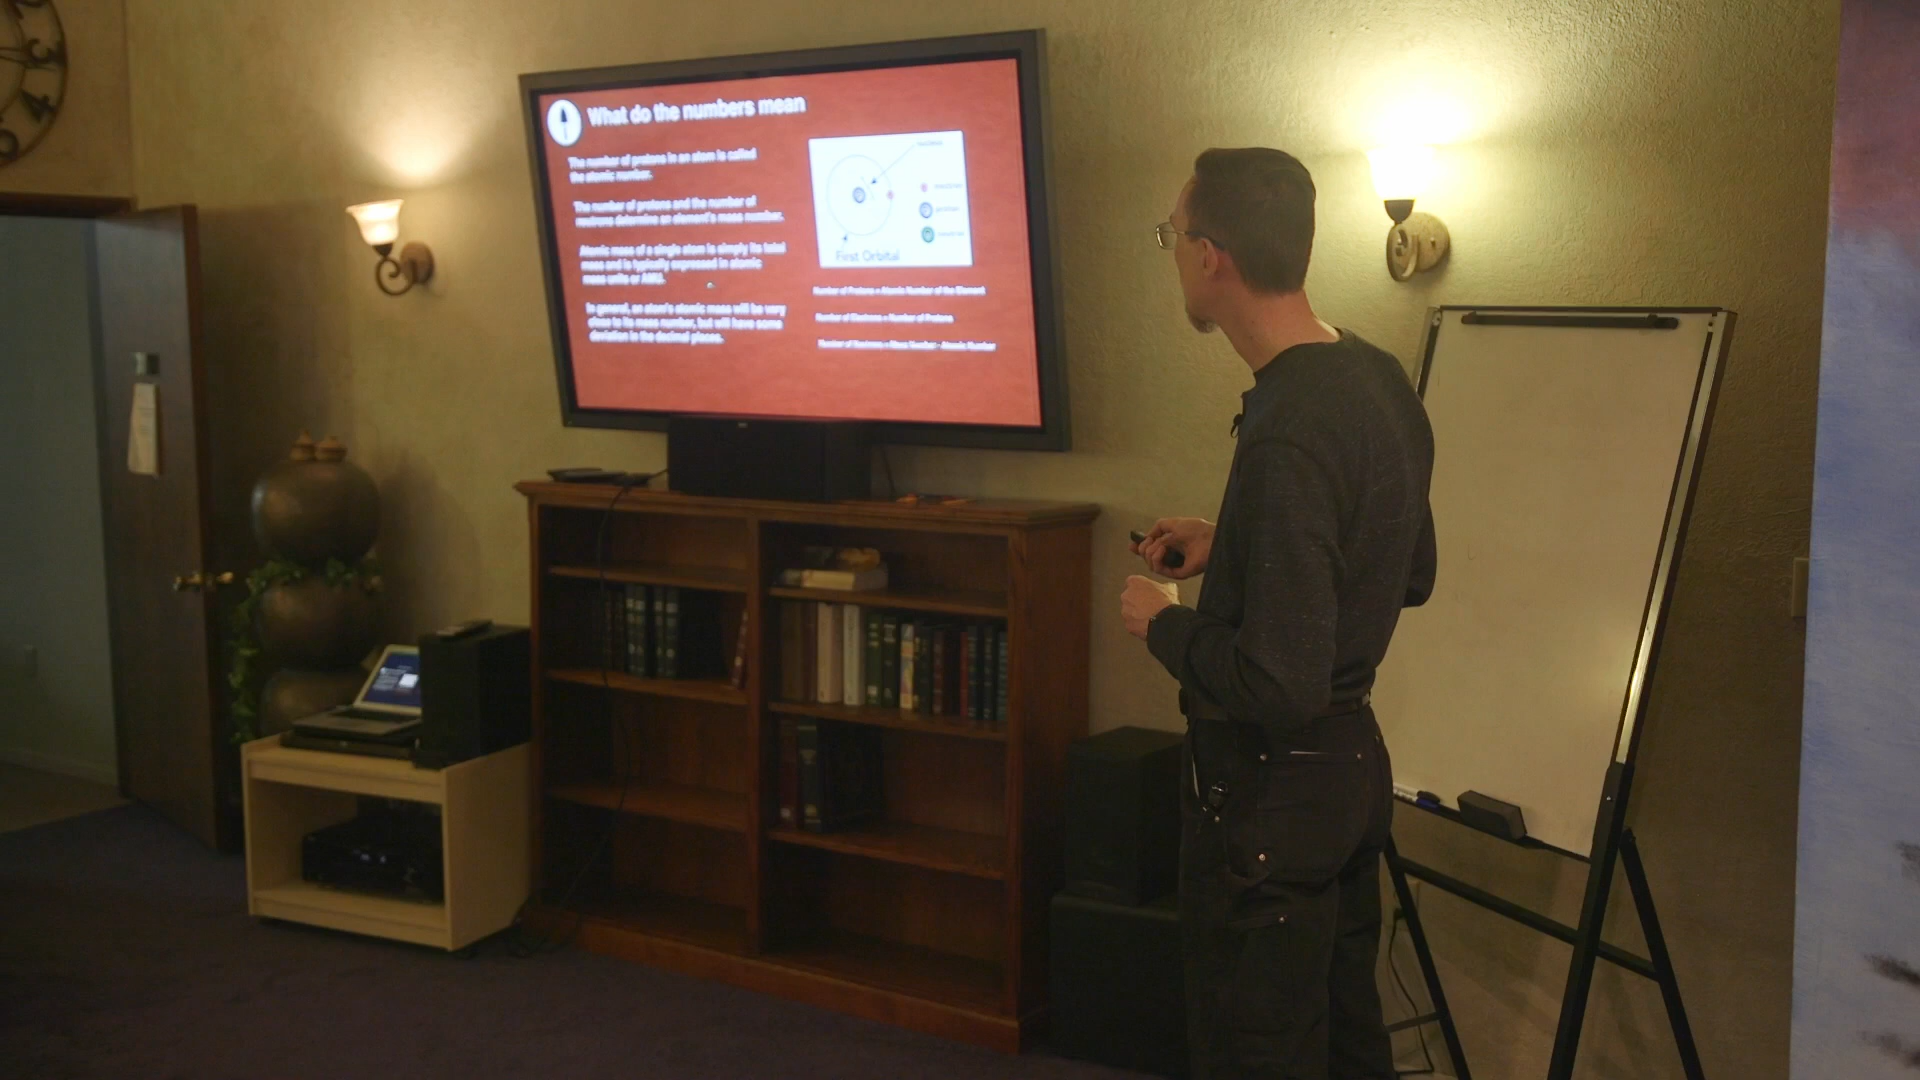 What do the numbers mean
The number of protons in an atom is called
the atomic number.
The number of protons and the number of
neutrons determine an element's mass number.
Atomic mass of a single atom is simply its total
mass and is typically expressed in atomic
mass units or AMU.
In general, an atom's atomic mass will be very
close to its mass number, but will have some
deviation in the decimal places.
nucleus
First Orbital
Number of Protons = Atomic Number of the Element
Number of Electrons = Number of Protons
Number of Neutrons = Mass Number - Atomic Number